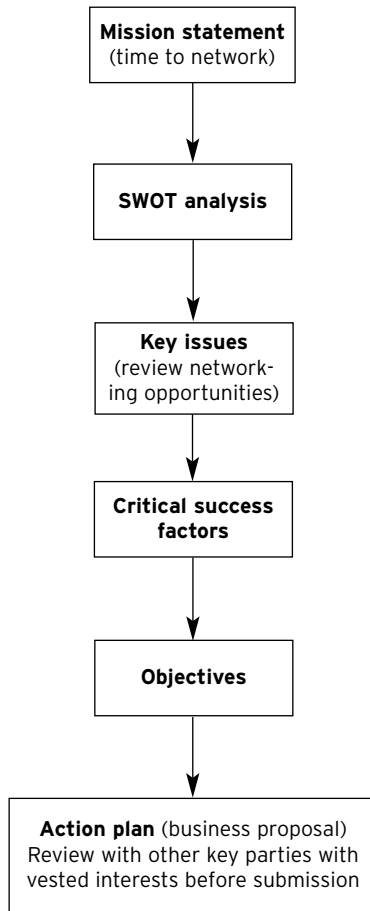 Mission statement
(time to network)
SWOT analysis
Key issues
(review network-
ing opportunities)
Critical success
factors
Objectives
Action plan (business proposal)
Review with other key parties with
vested interests before submission